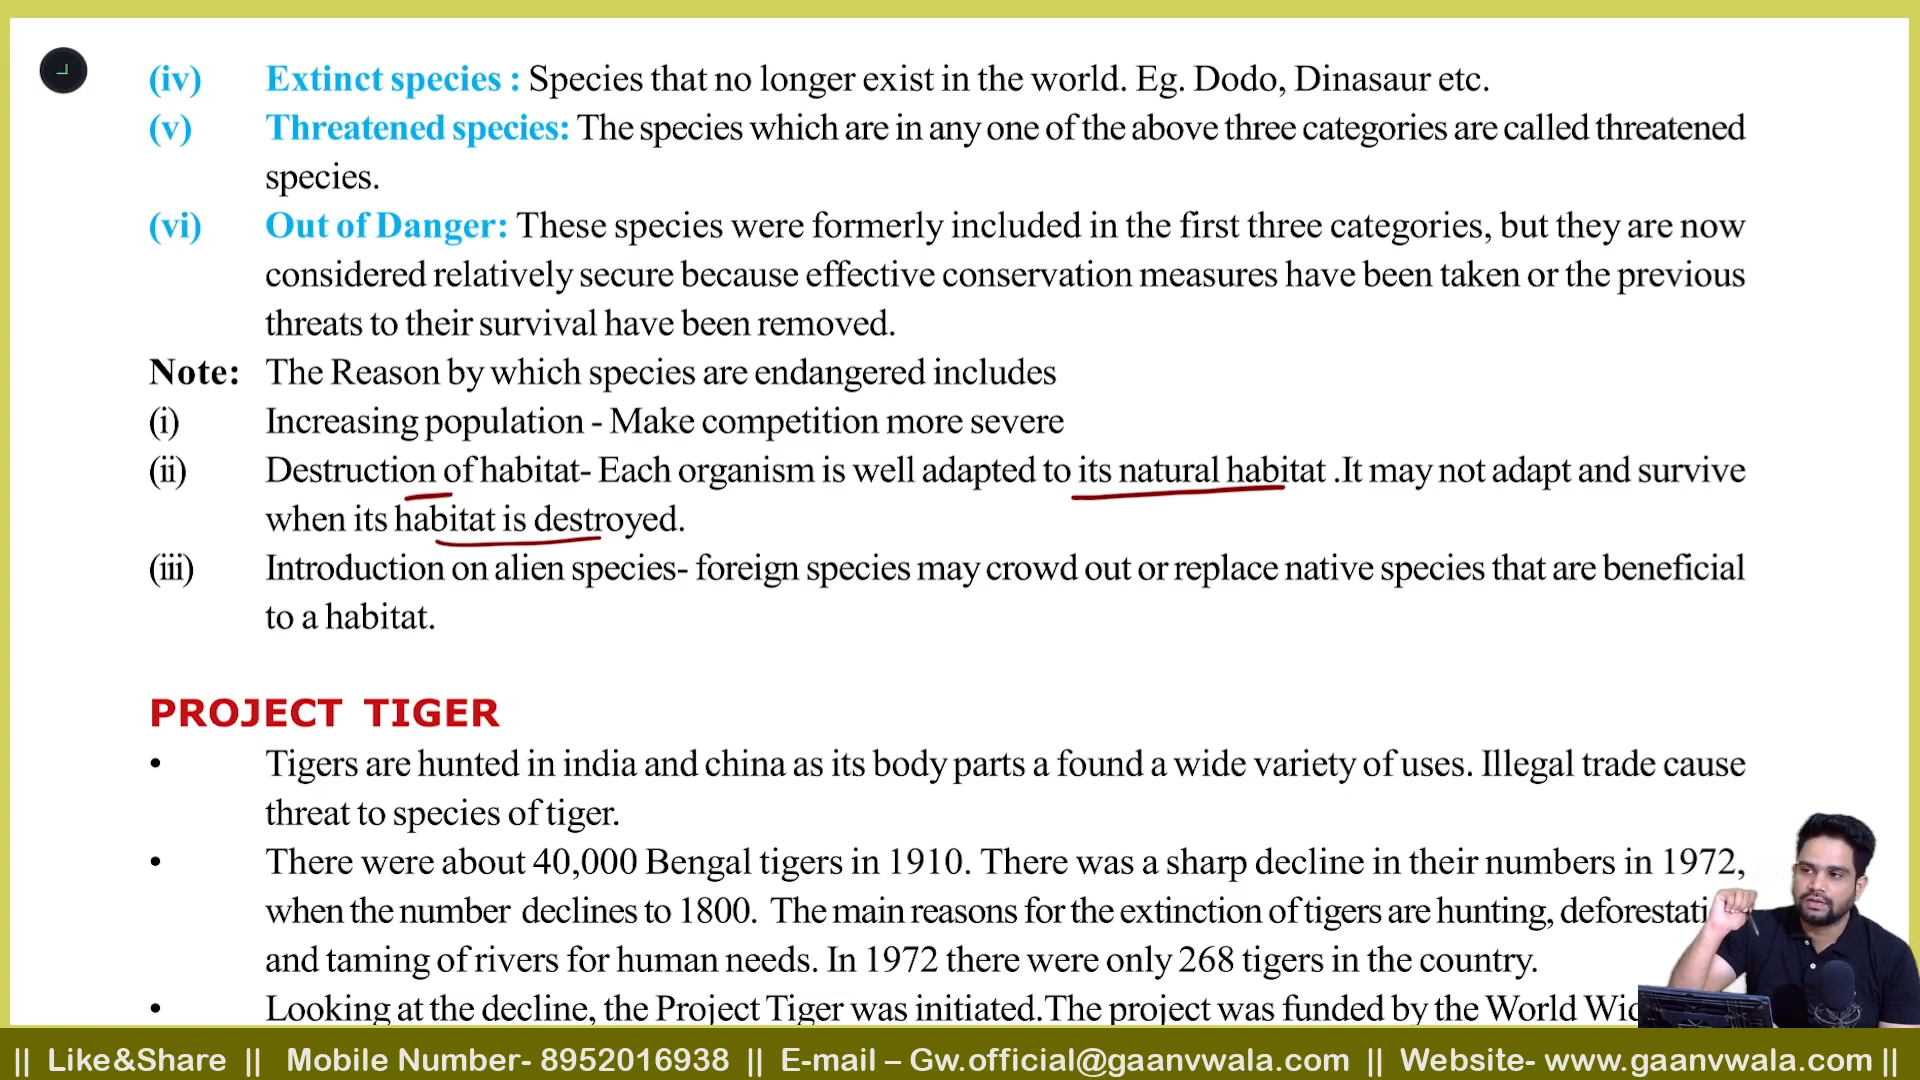 (iv) Extinct species : Species that no longer exist in the world. Eg. Dodo, Dinasaur etc.
(v) Threatened species: The species which are in any one of the above three categories are called threatened
species.
(vi) Out of Danger: These species were formerly included in the first three categories, but they are now
considered relatively secure because effective conservation measures have been taken or the previous
threats to their survival have been removed.
Note: The Reason by which species are endangered includes
(i) Increasing population - Make competition more severe
(ii) Destruction of habitat- Each organism is well adapted to its natural habitat .It may not adapt and survive
when its habitat is destroyed.
(iii) Introduction on alien species- foreign species may crowd out or replace native species that are beneficial
to a habitat.
PROJECT TIGER
• Tigers are hunted in india and china as its body parts a found a wide variety of uses. Illegal trade cause
threat to species of tiger.
• There were about 40,000 Bengal tigers in 1910. There was a sharp decline in their numbers in 1972,
when the number declines to 1800. The main reasons for the extinction of tigers are hunting,
and taming of rivers for human needs. In 1972 there were only 268 tigers in the country.
• Looking at the decline, the Project Tiger was initiated.The project was funded by the World
|| Like&Share || Mobile Number- 8952016938 || E-mail – Gw.official@gaanvwala.com || Website- www.gaanvwala.com ||